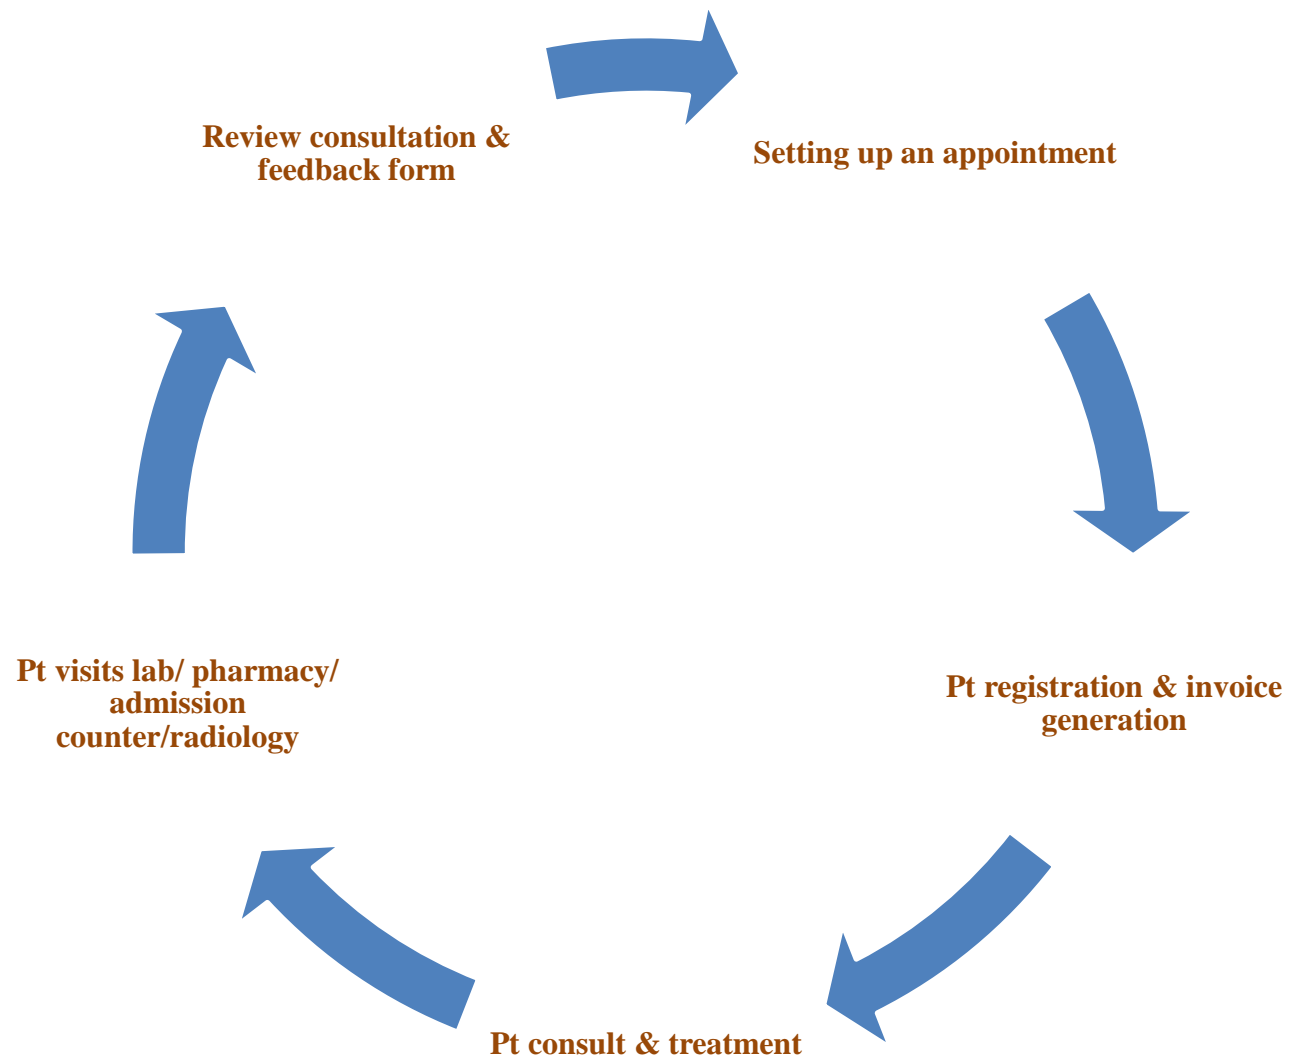 Review consultation &
feedback form
Setting up an appointment
Pt registration & invoice
generation
Pt consult & treatment
Pt visits lab/ pharmacy/
admission
counter/radiology